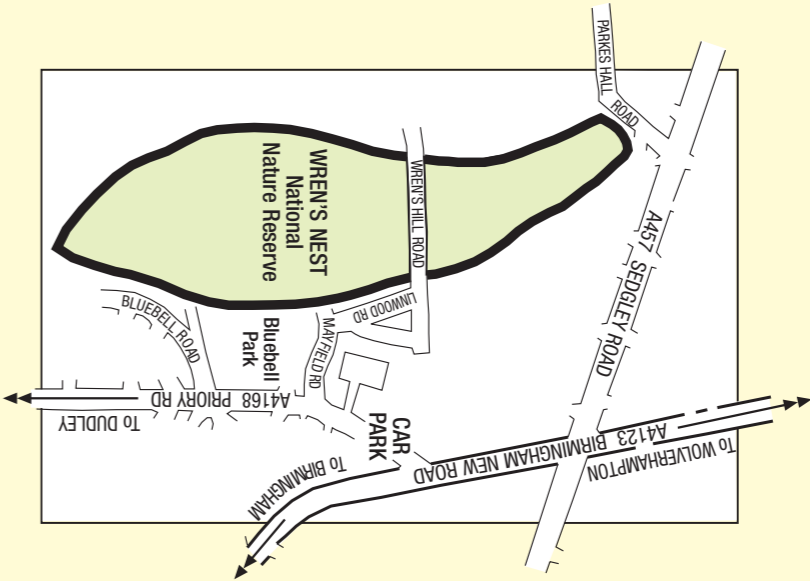 PARKES HALL
ROAD
WREN'S NEST
National
Nature Reserve
WREN'S HILL ROAD
A457 SEDGLEY ROAD
LINWOOD RD
BLUEBELL ROAD
Bluebell
Park
MAYFIELD RD
A4168 PRIORY RD
To DUDLEY
CAR
PARK
A4123 BIRMINGHAM NEW ROAD
To WOLVERHAMPTON
To BIRMINGHAM